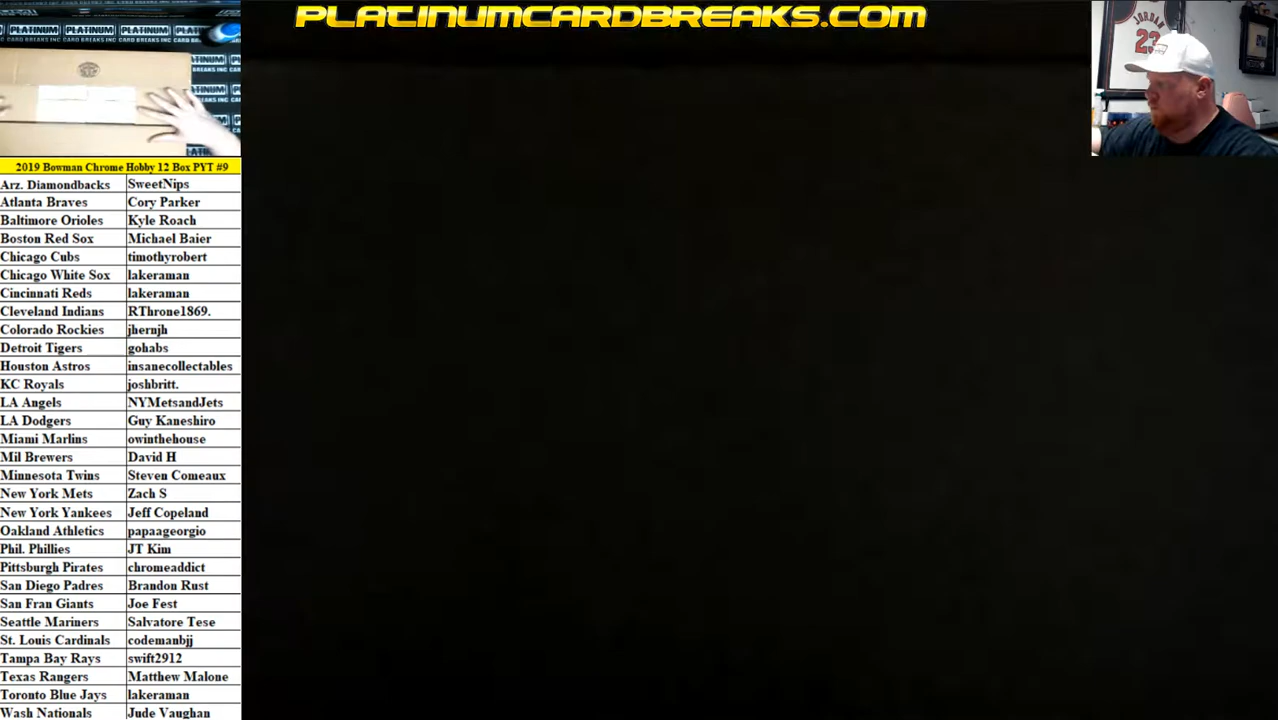 PLATINUMCARDBREAKS.COM
PLATINUM PLATINUM PLATINUM
JORDAN
23
2019 Bowman Chrome Hobby 12 Box PYT #9
Arz. Diamondbacks SweetNips
Atlanta Braves Cory Parker
Baltimore Orioles Kyle Roach
Boston Red Sox Michael Baier
Chicago Cubs timothyrobert
Chicago White Sox lakeraman
Cincinnati Reds lakeraman
Cleveland Indians RThrone1869.
Colorado Rockies jhernjh
Detroit Tigers gohabs
Houston Astros insanecollectables
KC Royals joshbritt.
LA Angels NYMetsandJets
LA Dodgers Guy Kaneshiro
Miami Marlins owinthehouse
Mil Brewers David H
Minnesota Twins Steven Comeaux
New York Mets Zach S
New York Yankees Jeff Copeland
Oakland Athletics papaageorgio
Phil. Phillies JT Kim
Pittsburgh Pirates chromeaddict
San Diego Padres Brandon Rust
San Fran Giants Joe Fest
Seattle Mariners Salvatore Tese
St. Louis Cardinals codemanbjj
Tampa Bay Rays swift2912
Texas Rangers Matthew Malone
Toronto Blue Jays lakeraman
Wash Nationals Jude Vaughan